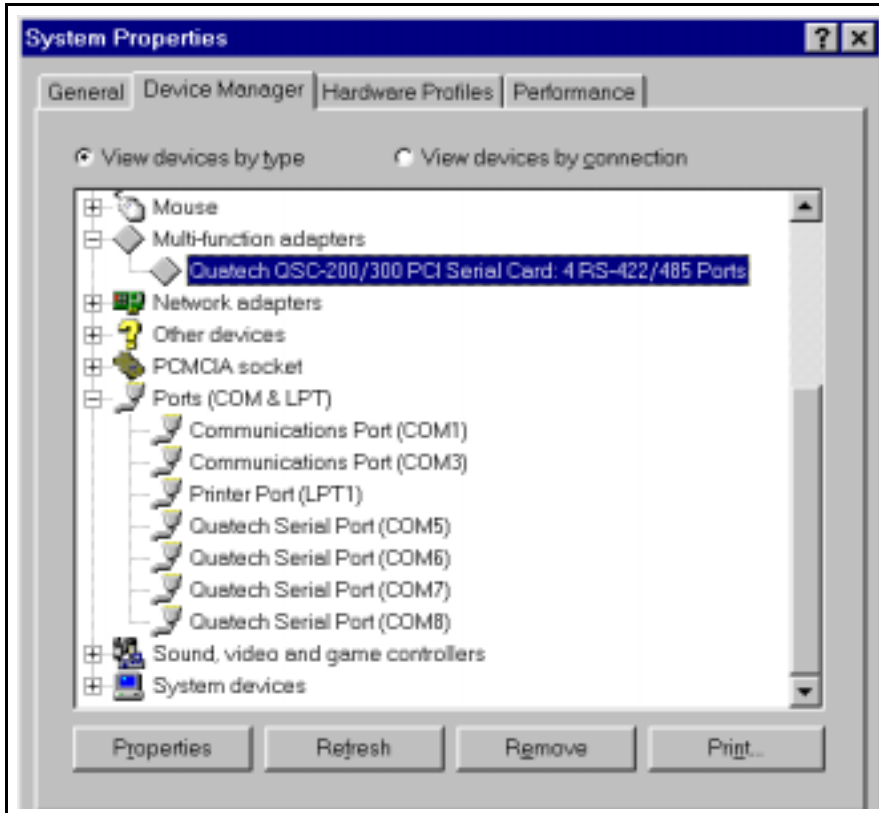 System Properties
General Device Manager Hardware Profiles Performance
View devices by type View devices by connection
Mouse
Multi-function adapters
Quatech QSC-200/300 PCI Serial Card: 4 RS-422/485 Ports
Network adapters
Other devices
PCMCIA socket
Ports (COM & LPT)
Communications Port (COM1)
Communications Port (COM3)
Printer Port (LPT1)
Quatech Serial Port (COM5)
Quatech Serial Port (COM6)
Quatech Serial Port (COM7)
Quatech Serial Port (COM8)
Sound, video and game controllers
System devices
Properties Refresh Remove Print...